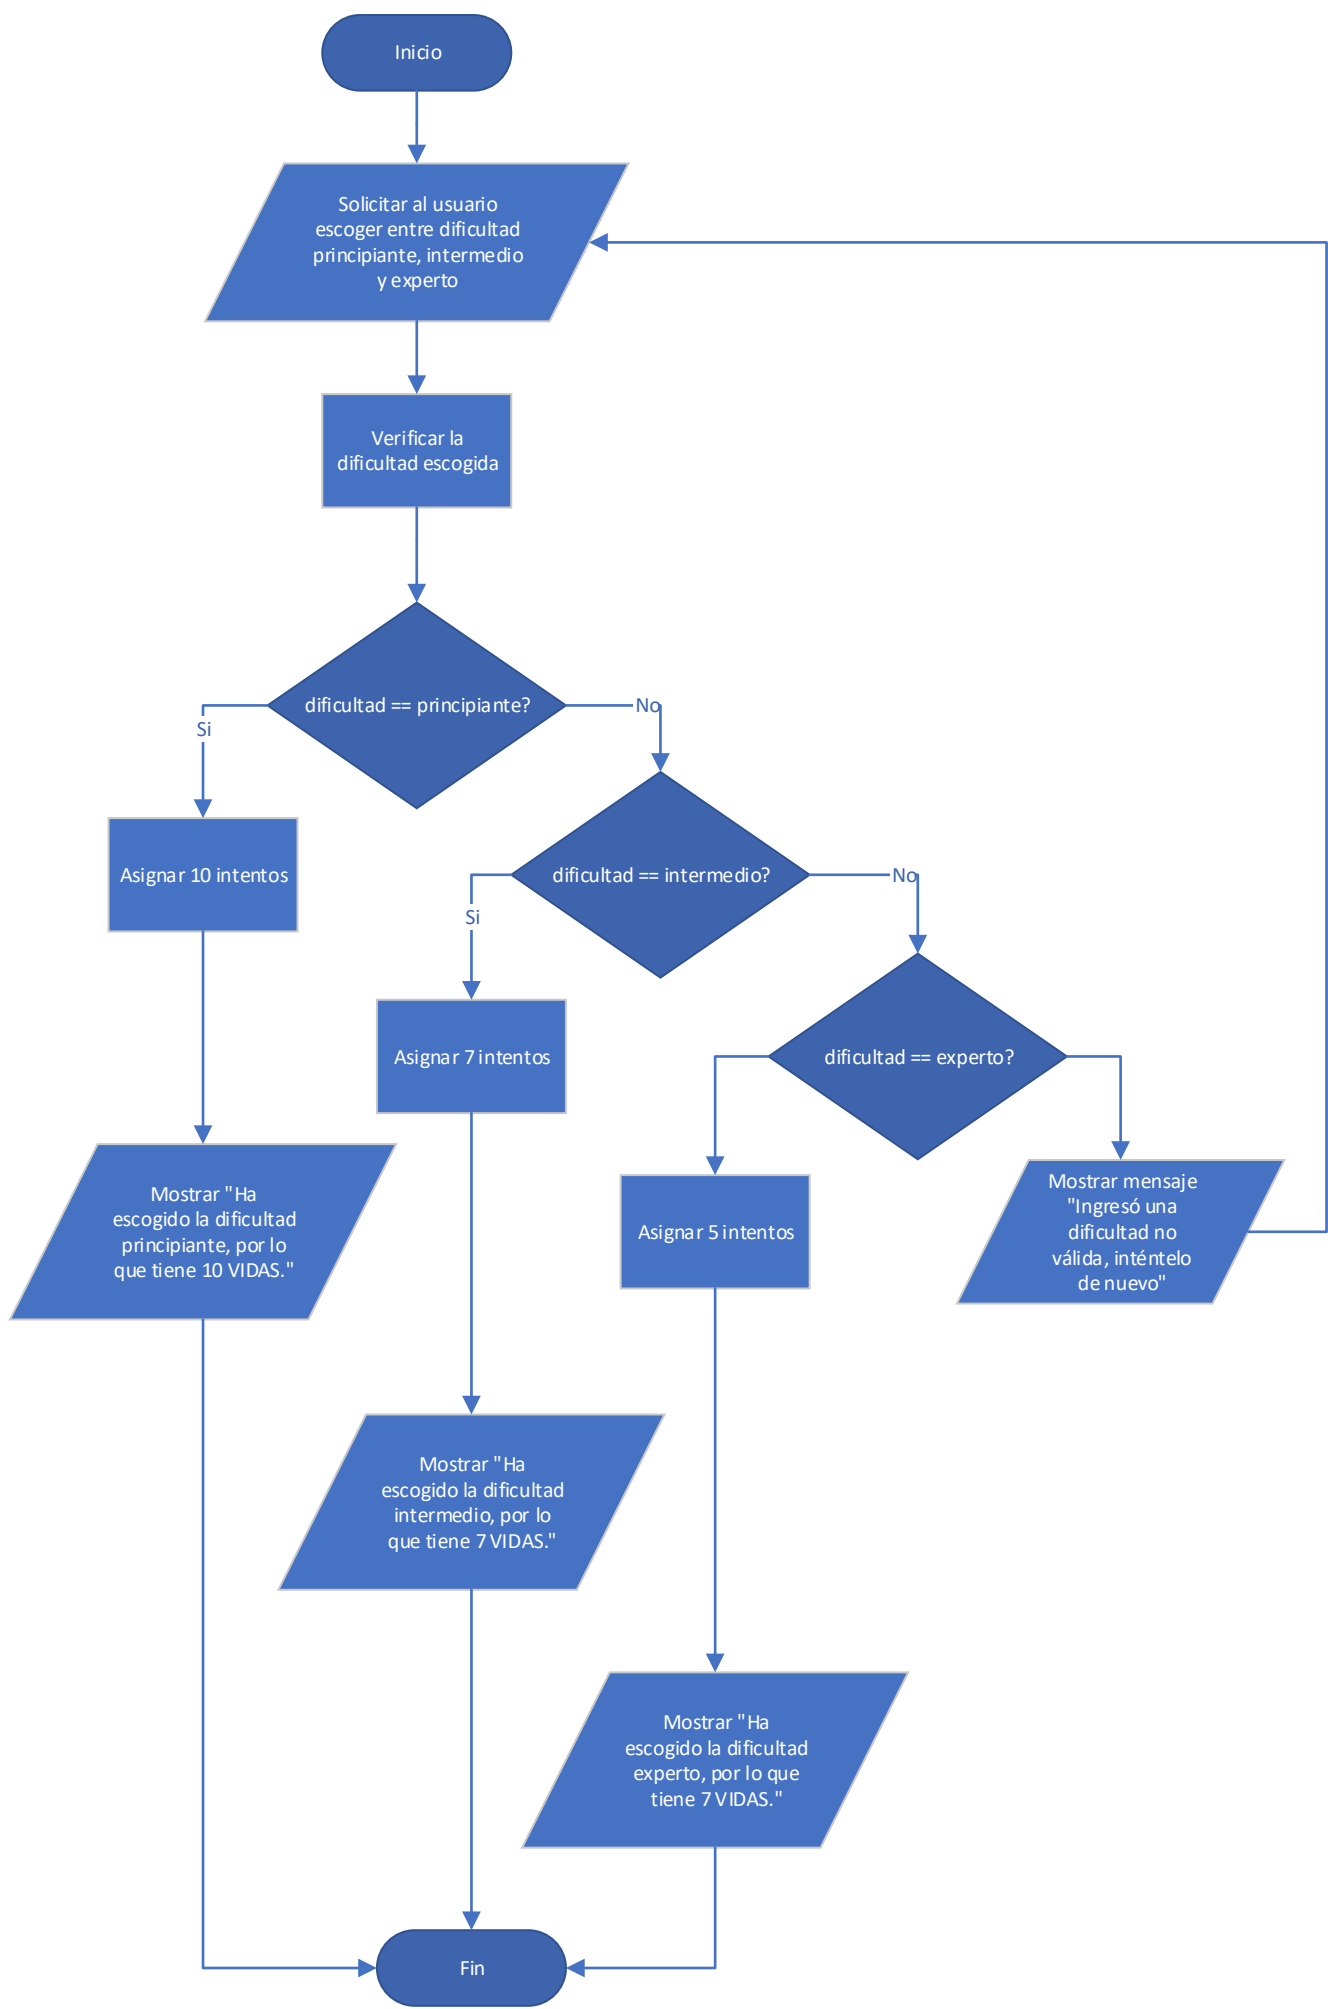 Inicio
Solicitar al usuario
escoger entre dificultad
principiante, intermedio
y experto
Verificar la
dificultad escogida
dificultad == principiante?
Si
No
Asignar 10 intentos
dificultad == intermedio?
Si
No
Asignar 7 intentos
dificultad == experto?
Asignar 5 intentos
Mostrar mensaje
"Ingresó una
dificultad no
válida, inténtelo
de nuevo"
Mostrar "Ha
escogido la dificultad
principiante, por lo
que tiene 10 VIDAS."
Mostrar "Ha
escogido la dificultad
intermedio, por lo
que tiene 7 VIDAS."
Mostrar "Ha
escogido la dificultad
experto, por lo que
tiene 7 VIDAS."
Fin